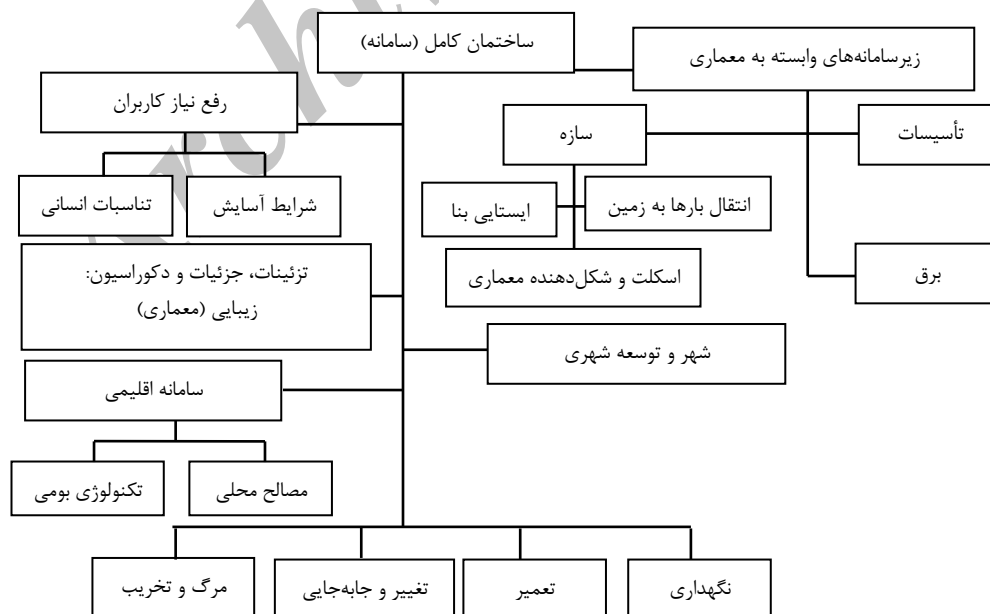 ساختمان کامل (سامانه)
زیرسامانه‌های وابسته به معماری
رفع نیاز کاربران
سازه
تأسیسات
شرایط آسایش
تناسبات انسانی
انتقال بارها به زمین
ایستایی بنا
تزئینات، جزئیات و دکوراسیون:
زیبایی (معماری)
اسکلت و شکل‌دهنده معماری
برق
شهر و توسعه شهری
سامانه اقلیمی
مصالح محلی
تکنولوژی بومی
نگهداری
تعمیر
تغییر و جابه‌جایی
مرگ و تخریب